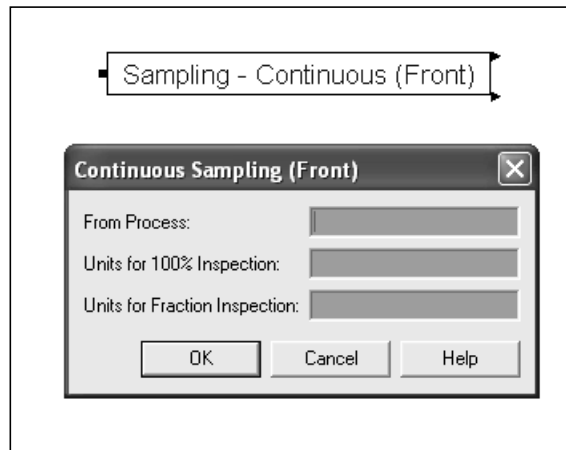 Sampling - Continuous (Front)
Continuous Sampling (Front)
From Process:
Units for 100% Inspection:
Units for Fraction Inspection:
OK Cancel Help